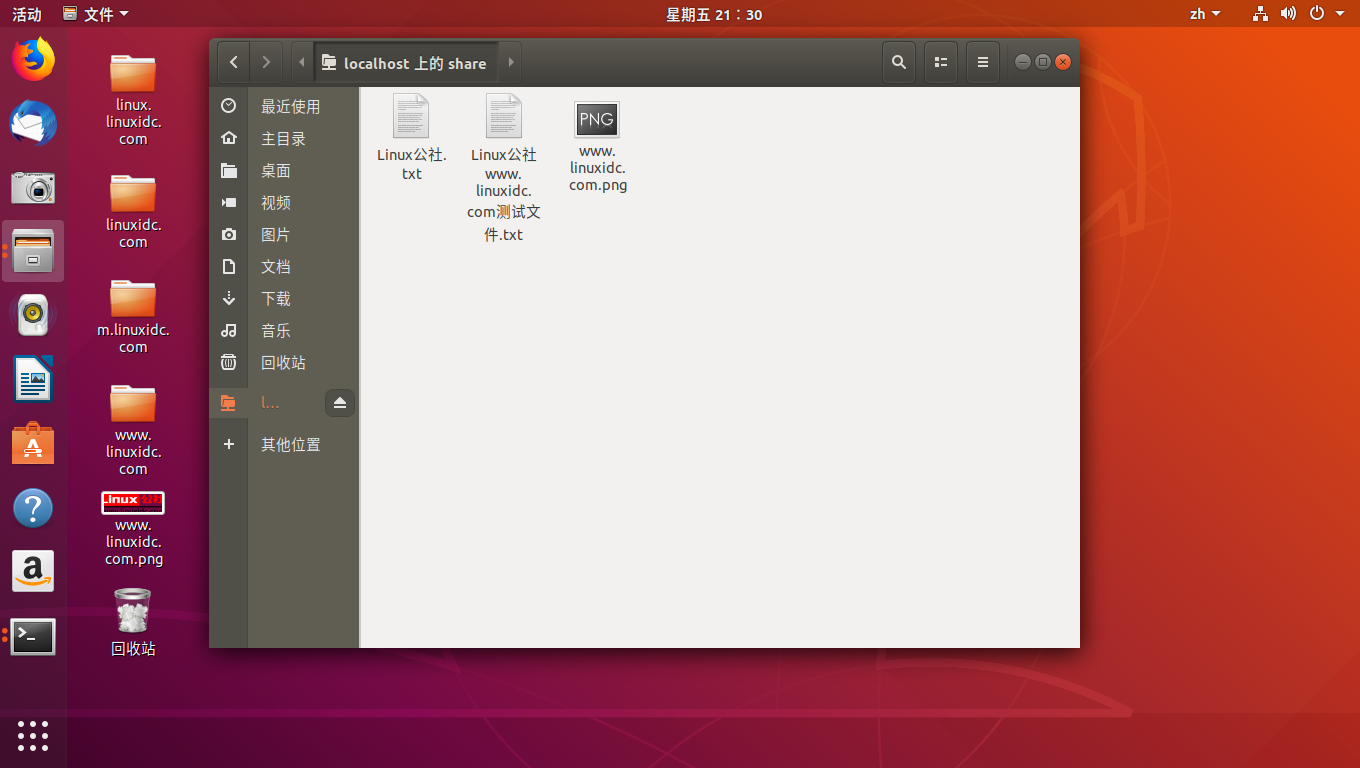 活动
文件
星期五 21：30
zh
linux.
linuxidc.
com
linuxidc.
com
m.linuxidc.
com
www.
linuxidc.
com
Linux
www.
linuxidc.
com.png
回收站
localhost 上的 share
最近使用
主目录
桌面
视频
图片
文档
下载
音乐
回收站
l...
其他位置
Linux公社.
txt
Linux公社
www.
linuxidc.
com测试文
件.txt
PNG
www.
linuxidc.
com.png